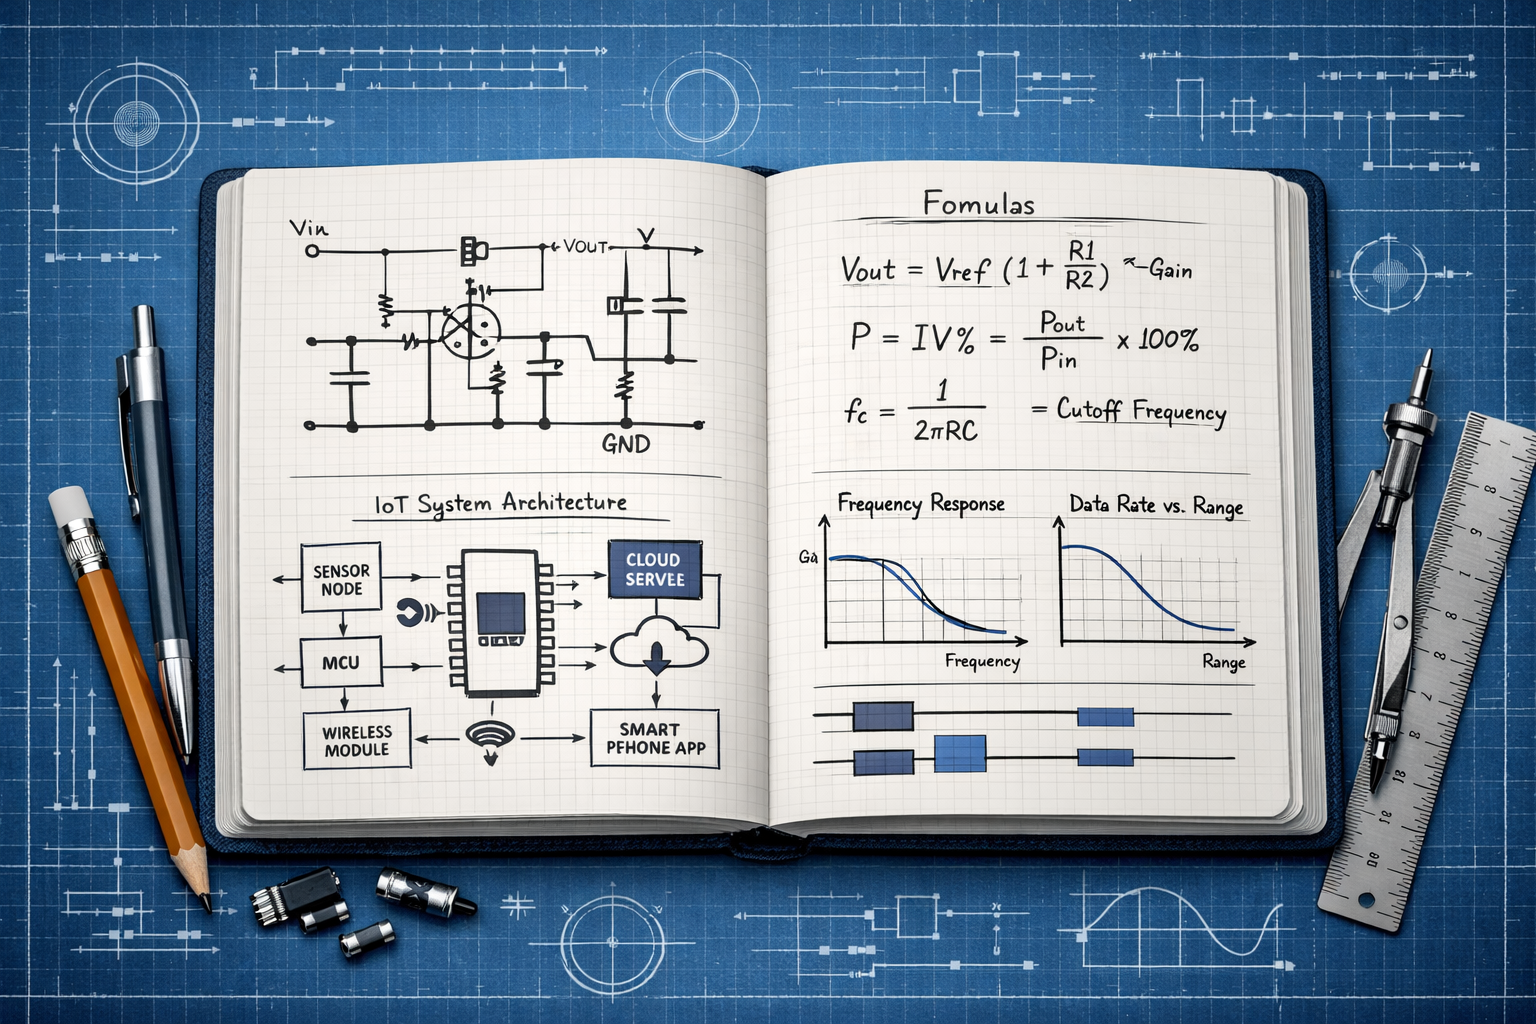 Vin
VOUT
V
GND
IoT System Architecture
SENSOR
NODE
MCU
WIRELESS
MODULE
CLOUD
SERVEE
SMART
PFHONE APP
Fomulas
Vout = Vref (1 + R1/R2) Gain
P = IV% = Pout/Pin x 100%
fc = 1/2πRC = Cutoff Frequency
Frequency Response
Ga
Frequency
Data Rate vs. Range
Range